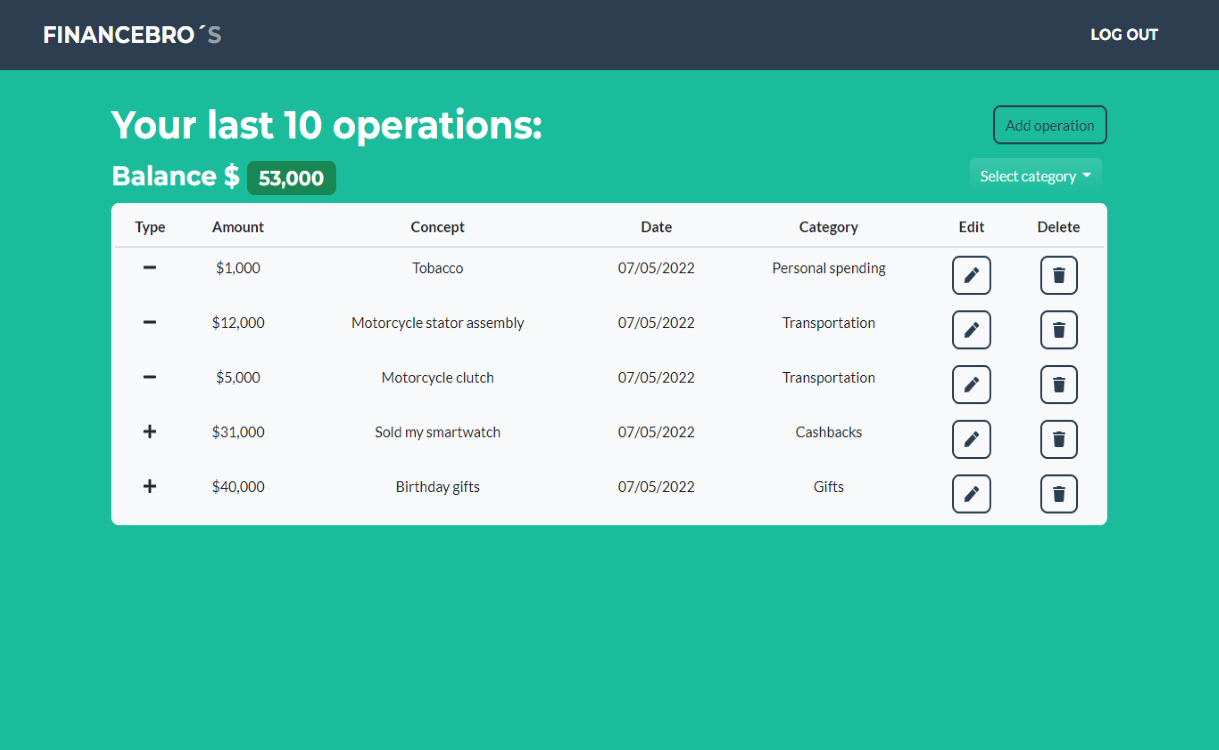 FINANCEBRO´S
LOG OUT
Your last 10 operations:
Add operation
Balance $ 53,000
Select category
Type Amount Concept Date Category Edit Delete
− $1,000 Tobacco 07/05/2022 Personal spending
− $12,000 Motorcycle stator assembly 07/05/2022 Transportation
− $5,000 Motorcycle clutch 07/05/2022 Transportation
+ $31,000 Sold my smartwatch 07/05/2022 Cashbacks
+ $40,000 Birthday gifts 07/05/2022 Gifts